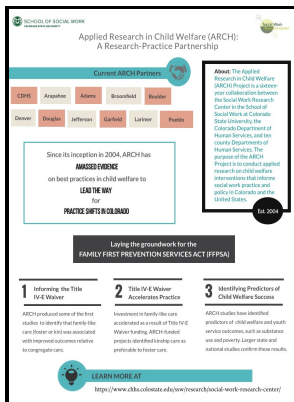 SCHOOL OF SOCIAL WORK
COLORADO STATE UNIVERSITY
Social Work
Applied Research in Child Welfare (ARCH):
A Research-Practice Partnership
Current ARCH Partners
CDHS Arapahoe Adams Broomfield Boulder
Denver Douglas Jefferson Garfield Larimer Pueblo
About: The Applied
Research in Child Welfare
(ARCH) Project is a sixteen-
year collaboration between
the Social Work Research
Center in the School of
Social Work at Colorado
State University, the
Colorado Department of
Human Services, and ten
county Departments of
Human Services. The
purpose of the ARCH
Project is to conduct applied
research on child welfare
interventions that informs
social work practice and
policy in Colorado and the
United States.
Est. 2004
Since its inception in 2004, ARCH has
AMASSED EVIDENCE
on best practices in child welfare to
LEAD THE WAY
for
PRACTICE SHIFTS IN COLORADO
Laying the groundwork for the
FAMILY FIRST PREVENTION SERVICES ACT (FFPSA)
1 Informing the Title
IV-E Waiver
ARCH produced some of the first
studies to identify that family-like
care (foster or kin) was associated
with improved outcomes relative
to congregate care.
2 Title IV-E Waiver
Accelerates Practice
Investment in family-like care
accelerated as a result of Title IV-E
Waiver funding. ARCH-funded
projects identified kinship care as
preferable to foster care.
3 Identifying Predictors of
Child Welfare Success
ARCH studies have identified
predictors of child welfare and youth
service outcomes, such as substance
use and poverty. Larger state and
national studies confirm these results.
LEARN MORE AT
https://www.chhs.colostate.edu/ssw/research/social-work-research-center/